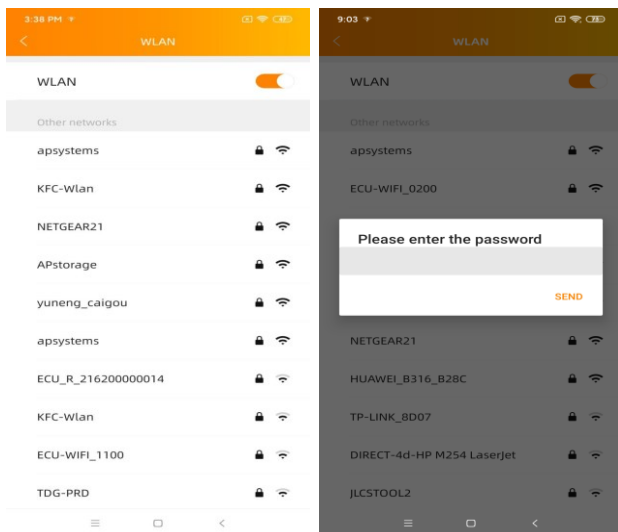 3:38 PM
WLAN
WLAN
Other networks
apsystems
KFC-Wlan
NETGEAR21
APstorage
yuneng_caigou
apsystems
ECU_R_216200000014
KFC-Wlan
ECU-WIFI_1100
TDG-PRD
9:03
WLAN
WLAN
Other networks
apsystems
ECU-WIFI_0200
Please enter the password
SEND
NETGEAR21
HUAWEI_B316_B28C
TP-LINK_8D07
DIRECT-4d-HP M254 LaserJet
JLCSTOOL2